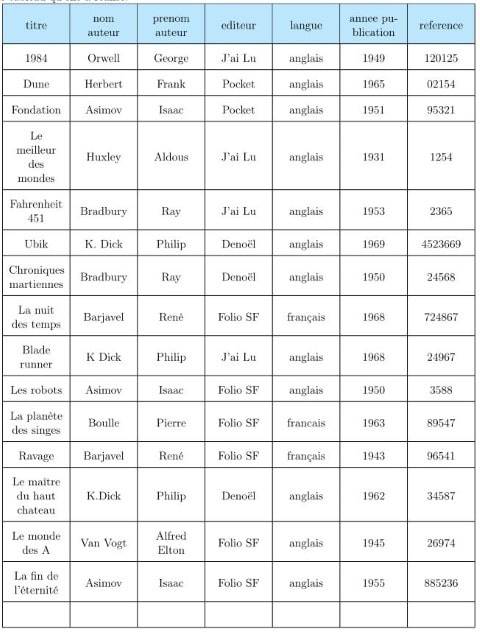 titre nom auteur prenom auteur editeur langue annee pu-blication reference
1984 Orwell George J'ai Lu anglais 1949 120125
Dune Herbert Frank Pocket anglais 1965 02154
Fondation Asimov Isaac Pocket anglais 1951 95321
Le meilleur des mondes Huxley Aldous J'ai Lu anglais 1931 1254
Fahrenheit 451 Bradbury Ray J'ai Lu anglais 1953 2365
Ubik K. Dick Philip Denoël anglais 1969 4523669
Chroniques martiennes Bradbury Ray Denoël anglais 1950 24568
La nuit des temps Barjavel René Folio SF français 1968 724867
Blade runner K Dick Philip J'ai Lu anglais 1968 24967
Les robots Asimov Isaac Folio SF anglais 1950 3588
La planète des singes Boulle Pierre Folio SF francais 1963 89547
Ravage Barjavel René Folio SF français 1943 96541
Le maître du haut chateau K.Dick Philip Denoël anglais 1962 34587
Le monde des A Van Vogt Alfred Elton Folio SF anglais 1945 26974
La fin de l'éternité Asimov Isaac Folio SF anglais 1955 885236